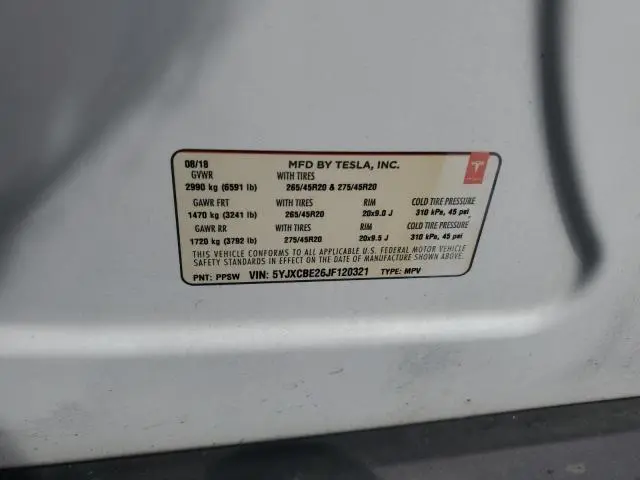 08/18 MFD BY TESLA, INC.
GVWR WITH TIRES
2990 kg (6591 lb) 265/45R20 & 275/45R20
GAWR FRT WITH TIRES RIM COLD TIRE PRESSURE
1470 kg (3241 lb) 265/45R20 20x9.0 J 310 kPa, 45 psi
GAWR RR WITH TIRES RIM COLD TIRE PRESSURE
1720 kg (3792 lb) 275/45R20 20x9.5 J 310 kPa, 45 psi
THIS VEHICLE CONFORMS TO ALL APPLICABLE U.S. FEDERAL MOTOR VEHICLE
SAFETY STANDARDS IN EFFECT ON THE DATE OF MANUFACTURE SHOWN ABOVE.
PNT: PPSW VIN: 5YJXCBE26JF120321 TYPE: MPV